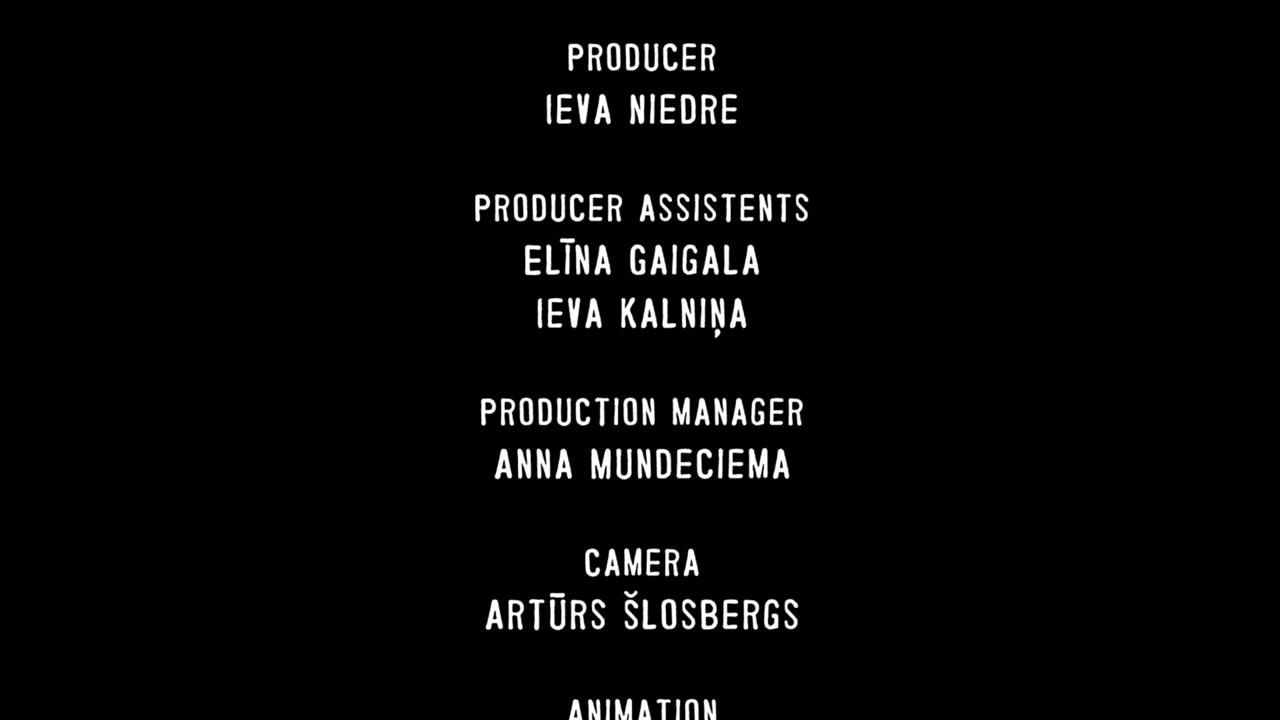 PRODUCER
IEVA NIEDRE
PRODUCER ASSISTENTS
ELĪNA GAIGALA
IEVA KALNIŅA
PRODUCTION MANAGER
ANNA MUNDECIEMA
CAMERA
ARTŪRS ŠLOSBERGS
ANIMATION